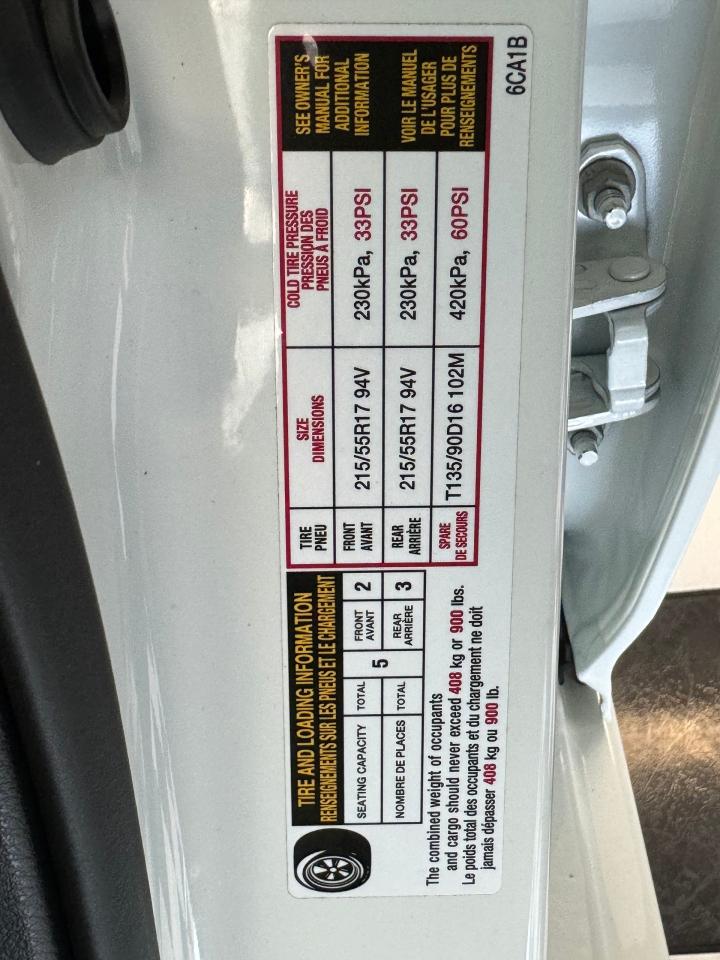 TIRE AND LOADING INFORMATION
RENSEIGNEMENTS SUR LES PNEUS ET LE CHARGEMENT
SEATING CAPACITY TOTAL 5 FRONT AVANT 2
NOMBRE DE PLACES TOTAL REAR ARRIÈRE 3
The combined weight of occupants
and cargo should never exceed 408 kg or 900 lbs.
Le poids total des occupants et du chargement ne doit
jamais dépasser 408 kg ou 900 lb.
TIRE
PNEU
SIZE
DIMENSIONS
COLD TIRE PRESSURE
PRESSION DES
PNEUS À FROID
FRONT
AVANT
215/55R17 94V
230kPa, 33PSI
REAR
ARRIÈRE
215/55R17 94V
230kPa, 33PSI
SPARE
DE SECOURS
T135/90D16 102M
420kPa, 60PSI
SEE OWNER'S
MANUAL FOR
ADDITIONAL
INFORMATION
VOIR LE MANUEL
DE L'USAGER
POUR PLUS DE
RENSEIGNEMENTS
6CA1B